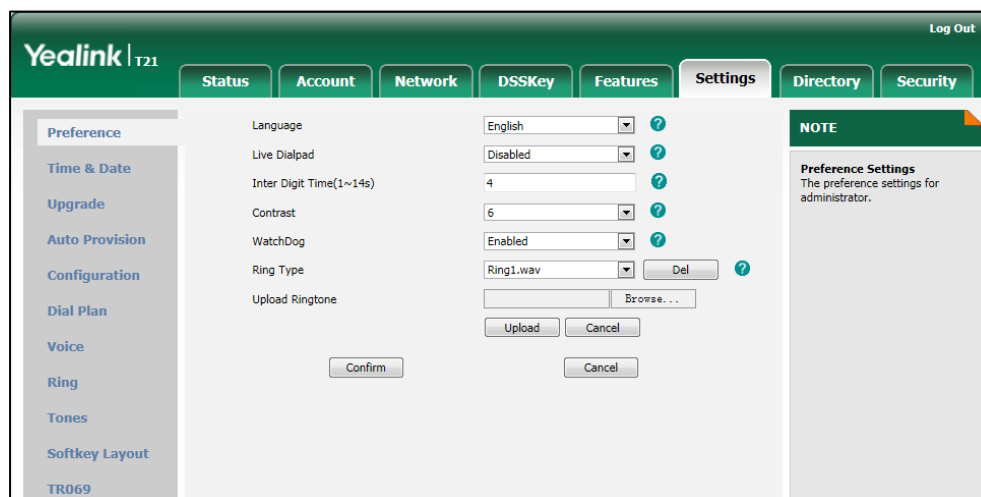 Log Out
Yealink T21
Status Account Network DSSKey Features Settings Directory Security
Preference
Time & Date
Upgrade
Auto Provision
Configuration
Dial Plan
Voice
Ring
Tones
Softkey Layout
TR069
Language English ?
Live Dialpad Disabled ?
Inter Digit Time(1~14s) 4 ?
Contrast 6 ?
WatchDog Enabled ?
Ring Type Ring1.wav Del ?
Upload Ringtone Browse...
Upload Cancel
Confirm Cancel
NOTE
Preference Settings
The preference settings for
administrator.